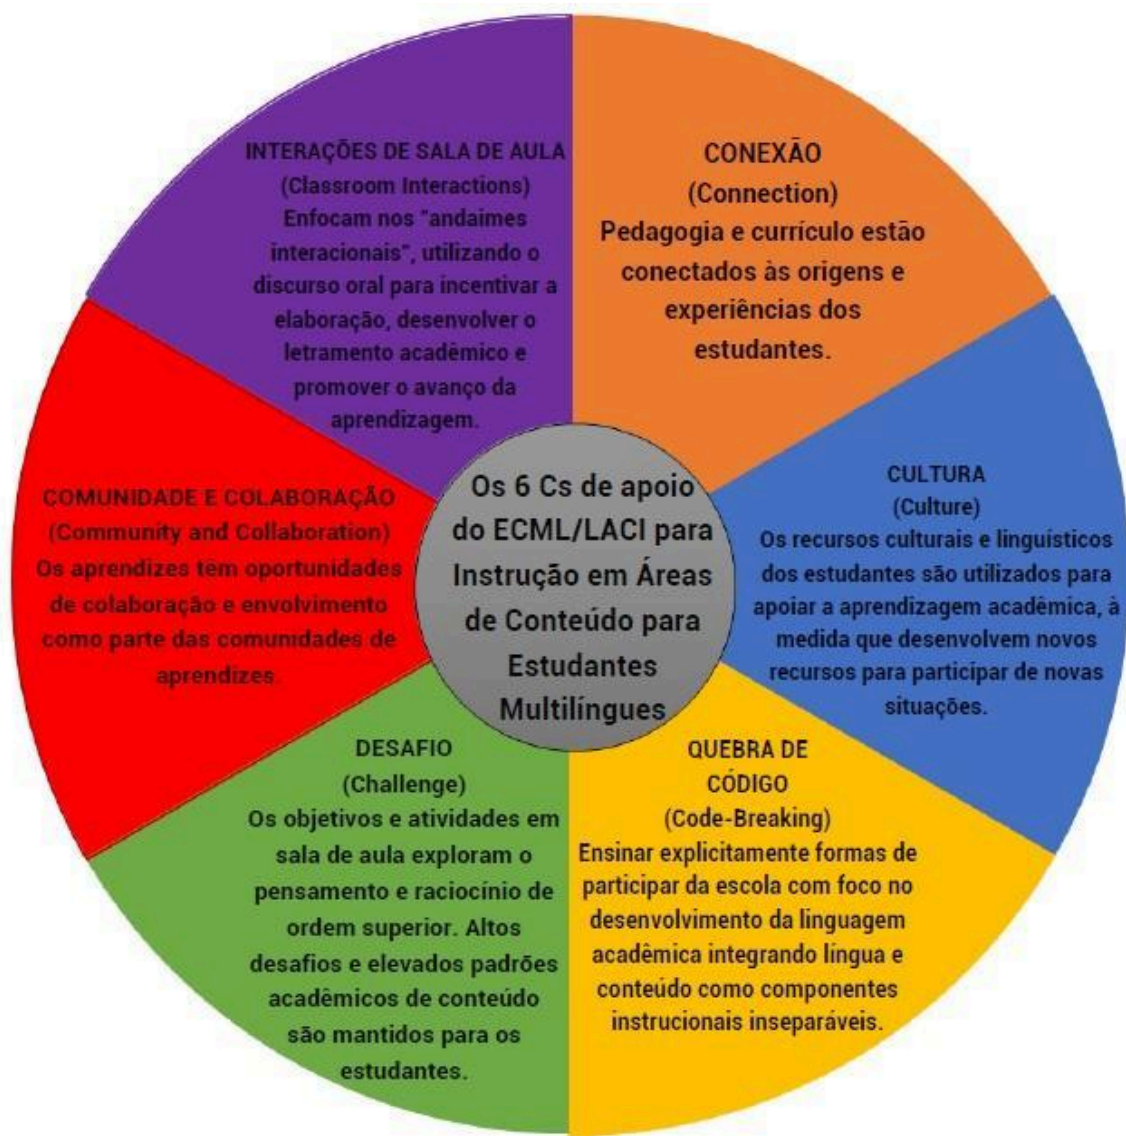 INTERAÇÕES DE SALA DE AULA
(Classroom Interactions)
Enfocam nos "andaimes
interacionais", utilizando o
discurso oral para incentivar a
elaboração, desenvolver o
letramento acadêmico e
promover o avanço da
aprendizagem.
CONEXÃO
(Connection)
Pedagogia e currículo estão
conectados às origens e
experiências dos
estudantes.
CULTURA
(Culture)
Os recursos culturais e linguísticos
dos estudantes são utilizados para
apoiar a aprendizagem acadêmica, à
medida que desenvolvem novos
recursos para participar de novas
situações.
QUEBRA DE
CÓDIGO
(Code-Breaking)
Ensinar explicitamente formas de
participar da escola com foco no
desenvolvimento da linguagem
acadêmica integrando língua e
conteúdo como componentes
instrucionais inseparáveis.
DESAFIO
(Challenge)
Os objetivos e atividades em
sala de aula exploram o
pensamento e raciocínio de
ordem superior. Altos
desafios e elevados padrões
acadêmicos de conteúdo
são mantidos para os
estudantes.
COMUNIDADE E COLABORAÇÃO
(Community and Collaboration)
Os aprendizes têm oportunidades
de colaboração e envolvimento
como parte das comunidades de
aprendizes.
Os 6 Cs de apoio
do ECML/LACI para
Instrução em Áreas
de Conteúdo para
Estudantes
Multilíngues